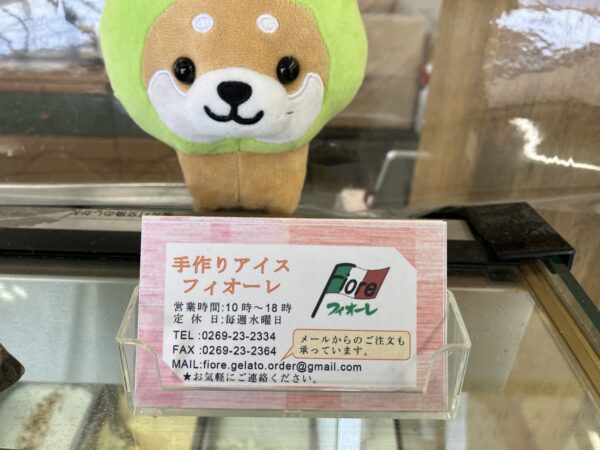 手作りアイス
フィオーレ
営業時間:10時～18時
定 休 日:毎週水曜日
TEL :0269-23-2334
FAX :0269-23-2364
MAIL:fiore.gelato.order@gmail.com
★お気軽にご連絡ください。
メールからのご注文も
承っています。
Fiore
フィオーレ